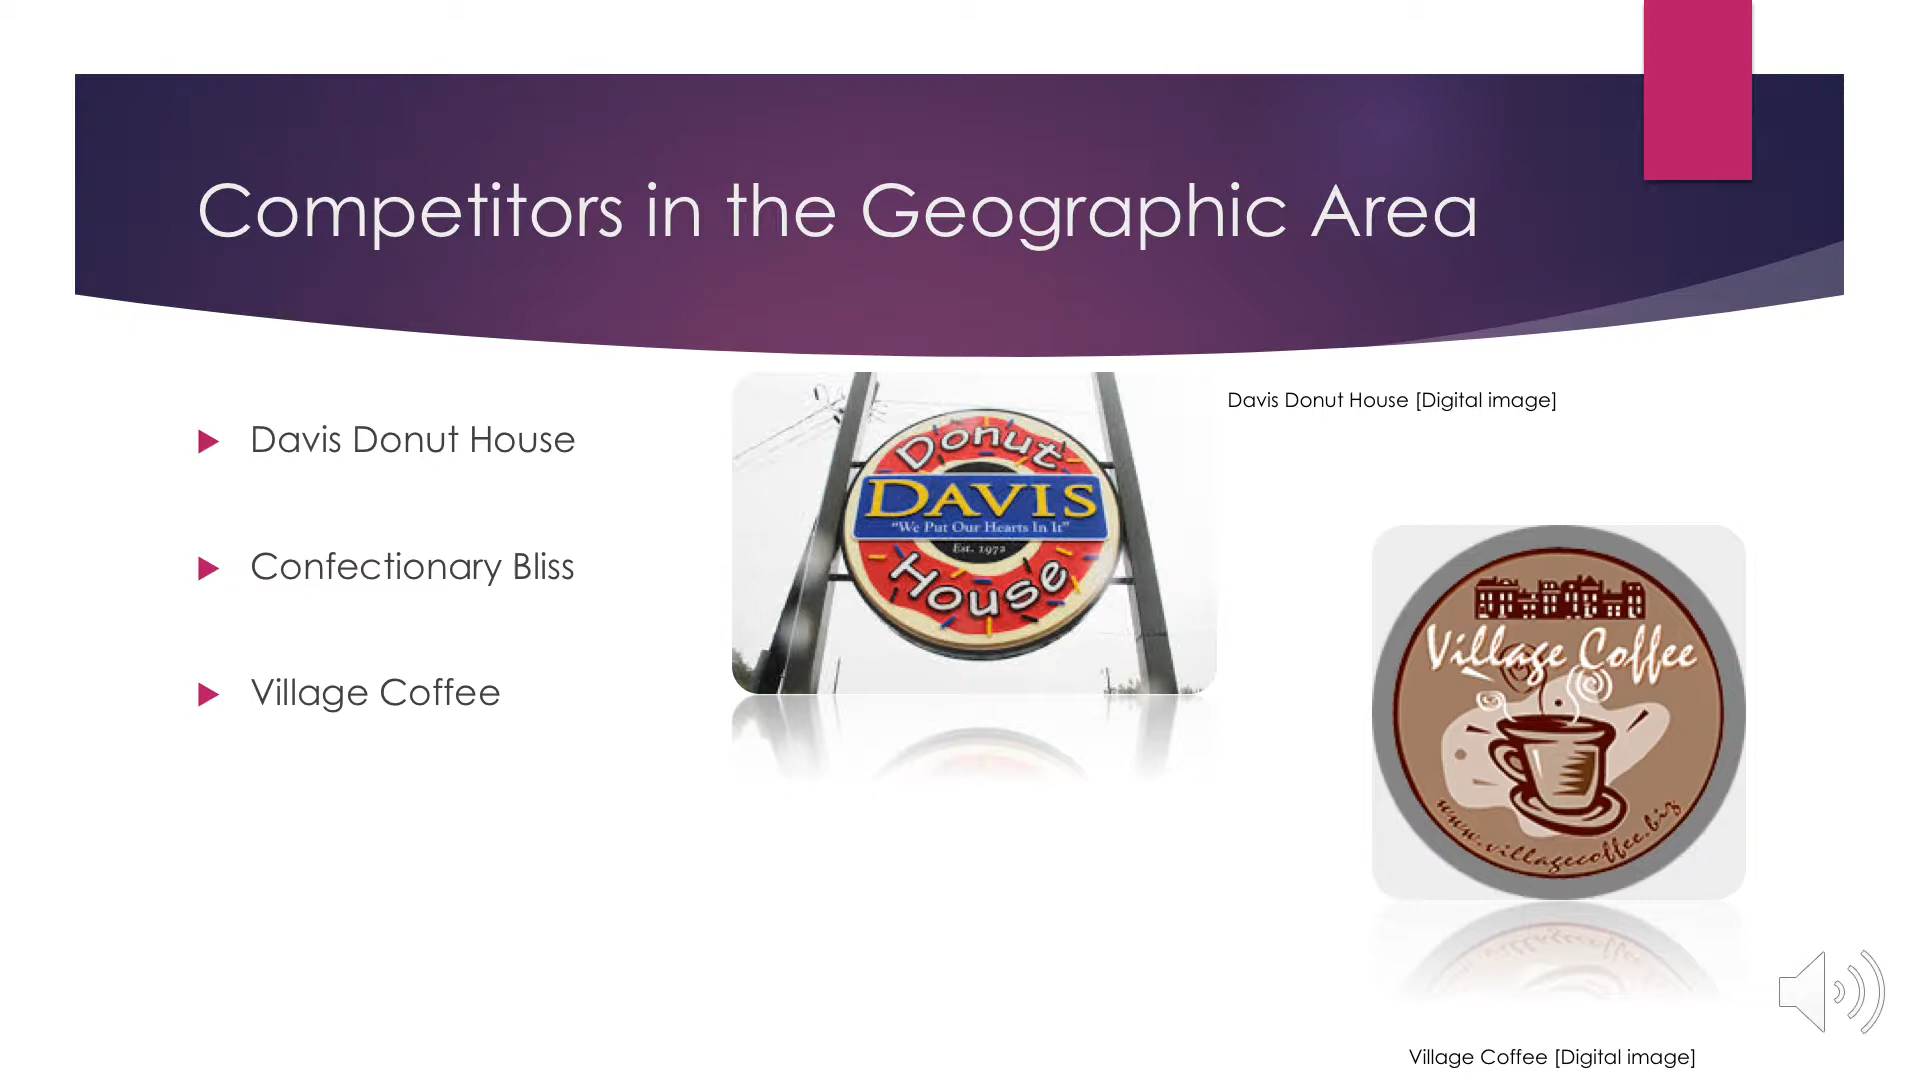 Competitors in the Geographic Area
Davis Donut House
Confectionary Bliss
Village Coffee
Donut
DAVIS
"We Put Our Hearts In It"
Est. 1972
House
Davis Donut House [Digital image]
Village Coffee
www.villagecoffee.biz
Village Coffee [Digital image]